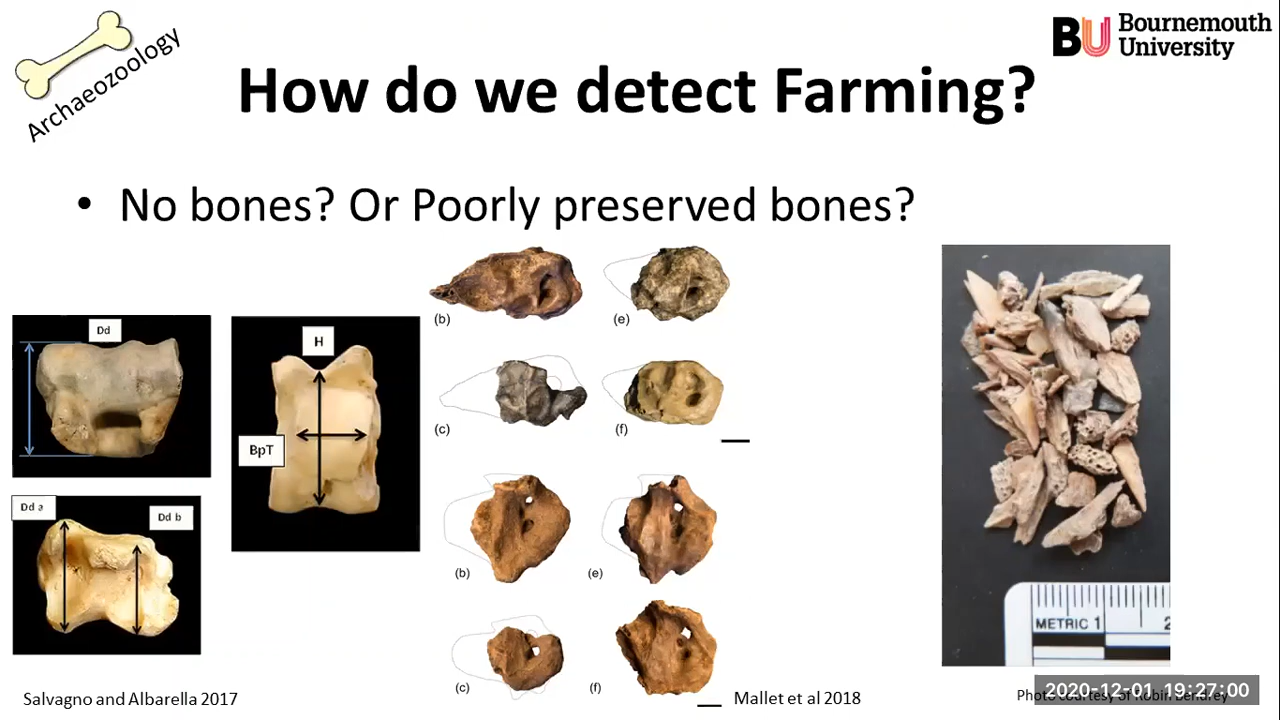 Archaeozoology
BU Bournemouth
University
How do we detect Farming?
• No bones? Or Poorly preserved bones?
Dd
H
BpT
Dd a
Dd b
(b)
(e)
(c)
(f)
(b)
(e)
(c)
(f)
METRIC 1
2
Salvagno and Albarella 2017
Mallet et al 2018
Photo courtesy of Robin Bendrey
2020-12-01 19:27:00